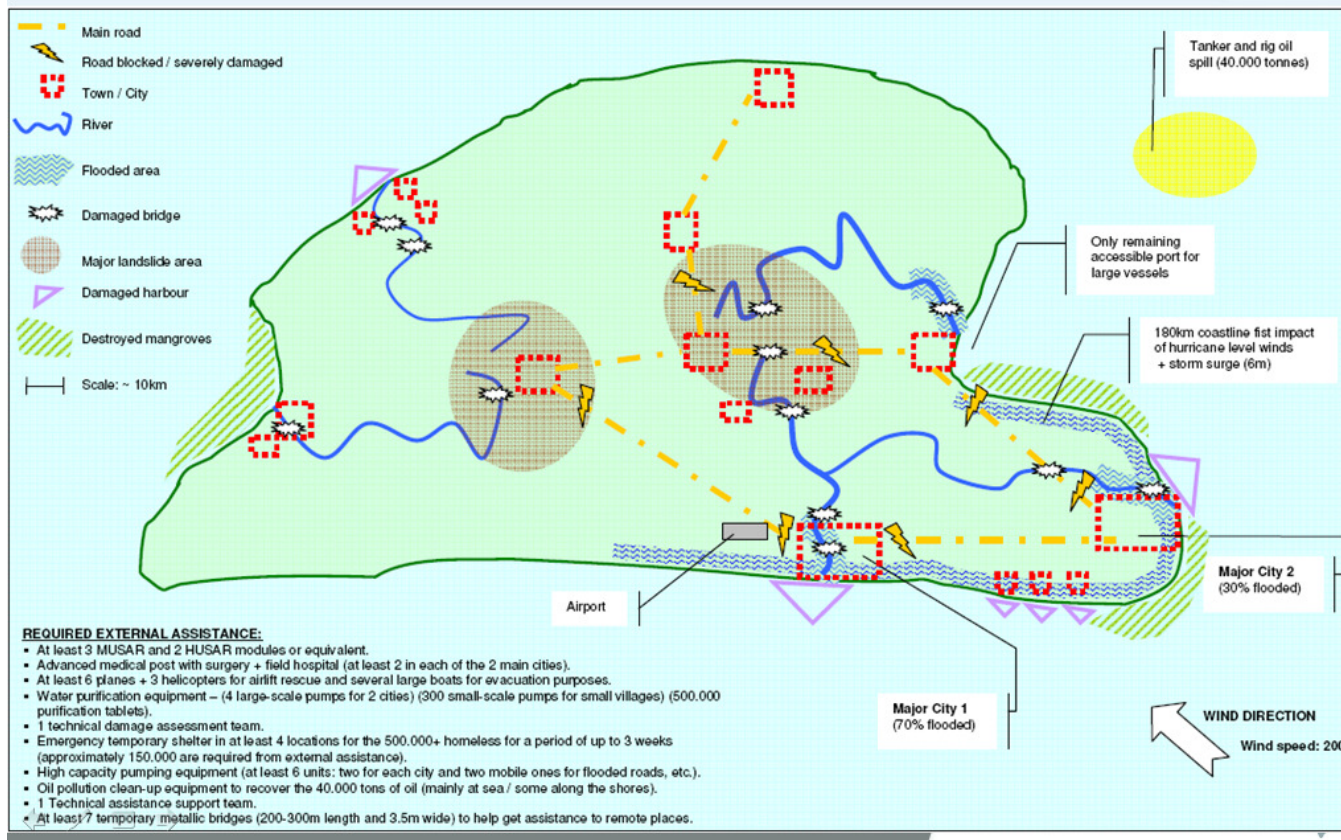 Main road
Road blocked / severely damaged
Town / City
River
Flooded area
Damaged bridge
Major landslide area
Damaged harbour
Destroyed mangroves
Scale: ~ 10km
Tanker and rig oil
spill (40.000 tonnes)
Only remaining
accessible port for
large vessels
180km coastline fist impact
of hurricane level winds
+ storm surge (6m)
Major City 2
(30% flooded)
Airport
Major City 1
(70% flooded)
WIND DIRECTION
Wind speed: 200
REQUIRED EXTERNAL ASSISTANCE:
▪ At least 3 MUSAR and 2 HUSAR modules or equivalent.
▪ Advanced medical post with surgery + field hospital (at least 2 in each of the 2 main cities).
▪ At least 6 planes + 3 helicopters for airlift rescue and several large boats for evacuation purposes.
▪ Water purification equipment – (4 large-scale pumps for 2 cities) (300 small-scale pumps for small villages) (500.000
purification tablets).
▪ 1 technical damage assessment team.
▪ Emergency temporary shelter in at least 4 locations for the 500.000+ homeless for a period of up to 3 weeks
(approximately 150.000 are required from external assistance).
▪ High capacity pumping equipment (at least 6 units: two for each city and two mobile ones for flooded roads, etc.).
▪ Oil pollution clean-up equipment to recover the 40.000 tons of oil (mainly at sea / some along the shores).
▪ 1 Technical assistance support team.
▪ At least 7 temporary metallic bridges (200-300m length and 3.5m wide) to help get assistance to remote places.